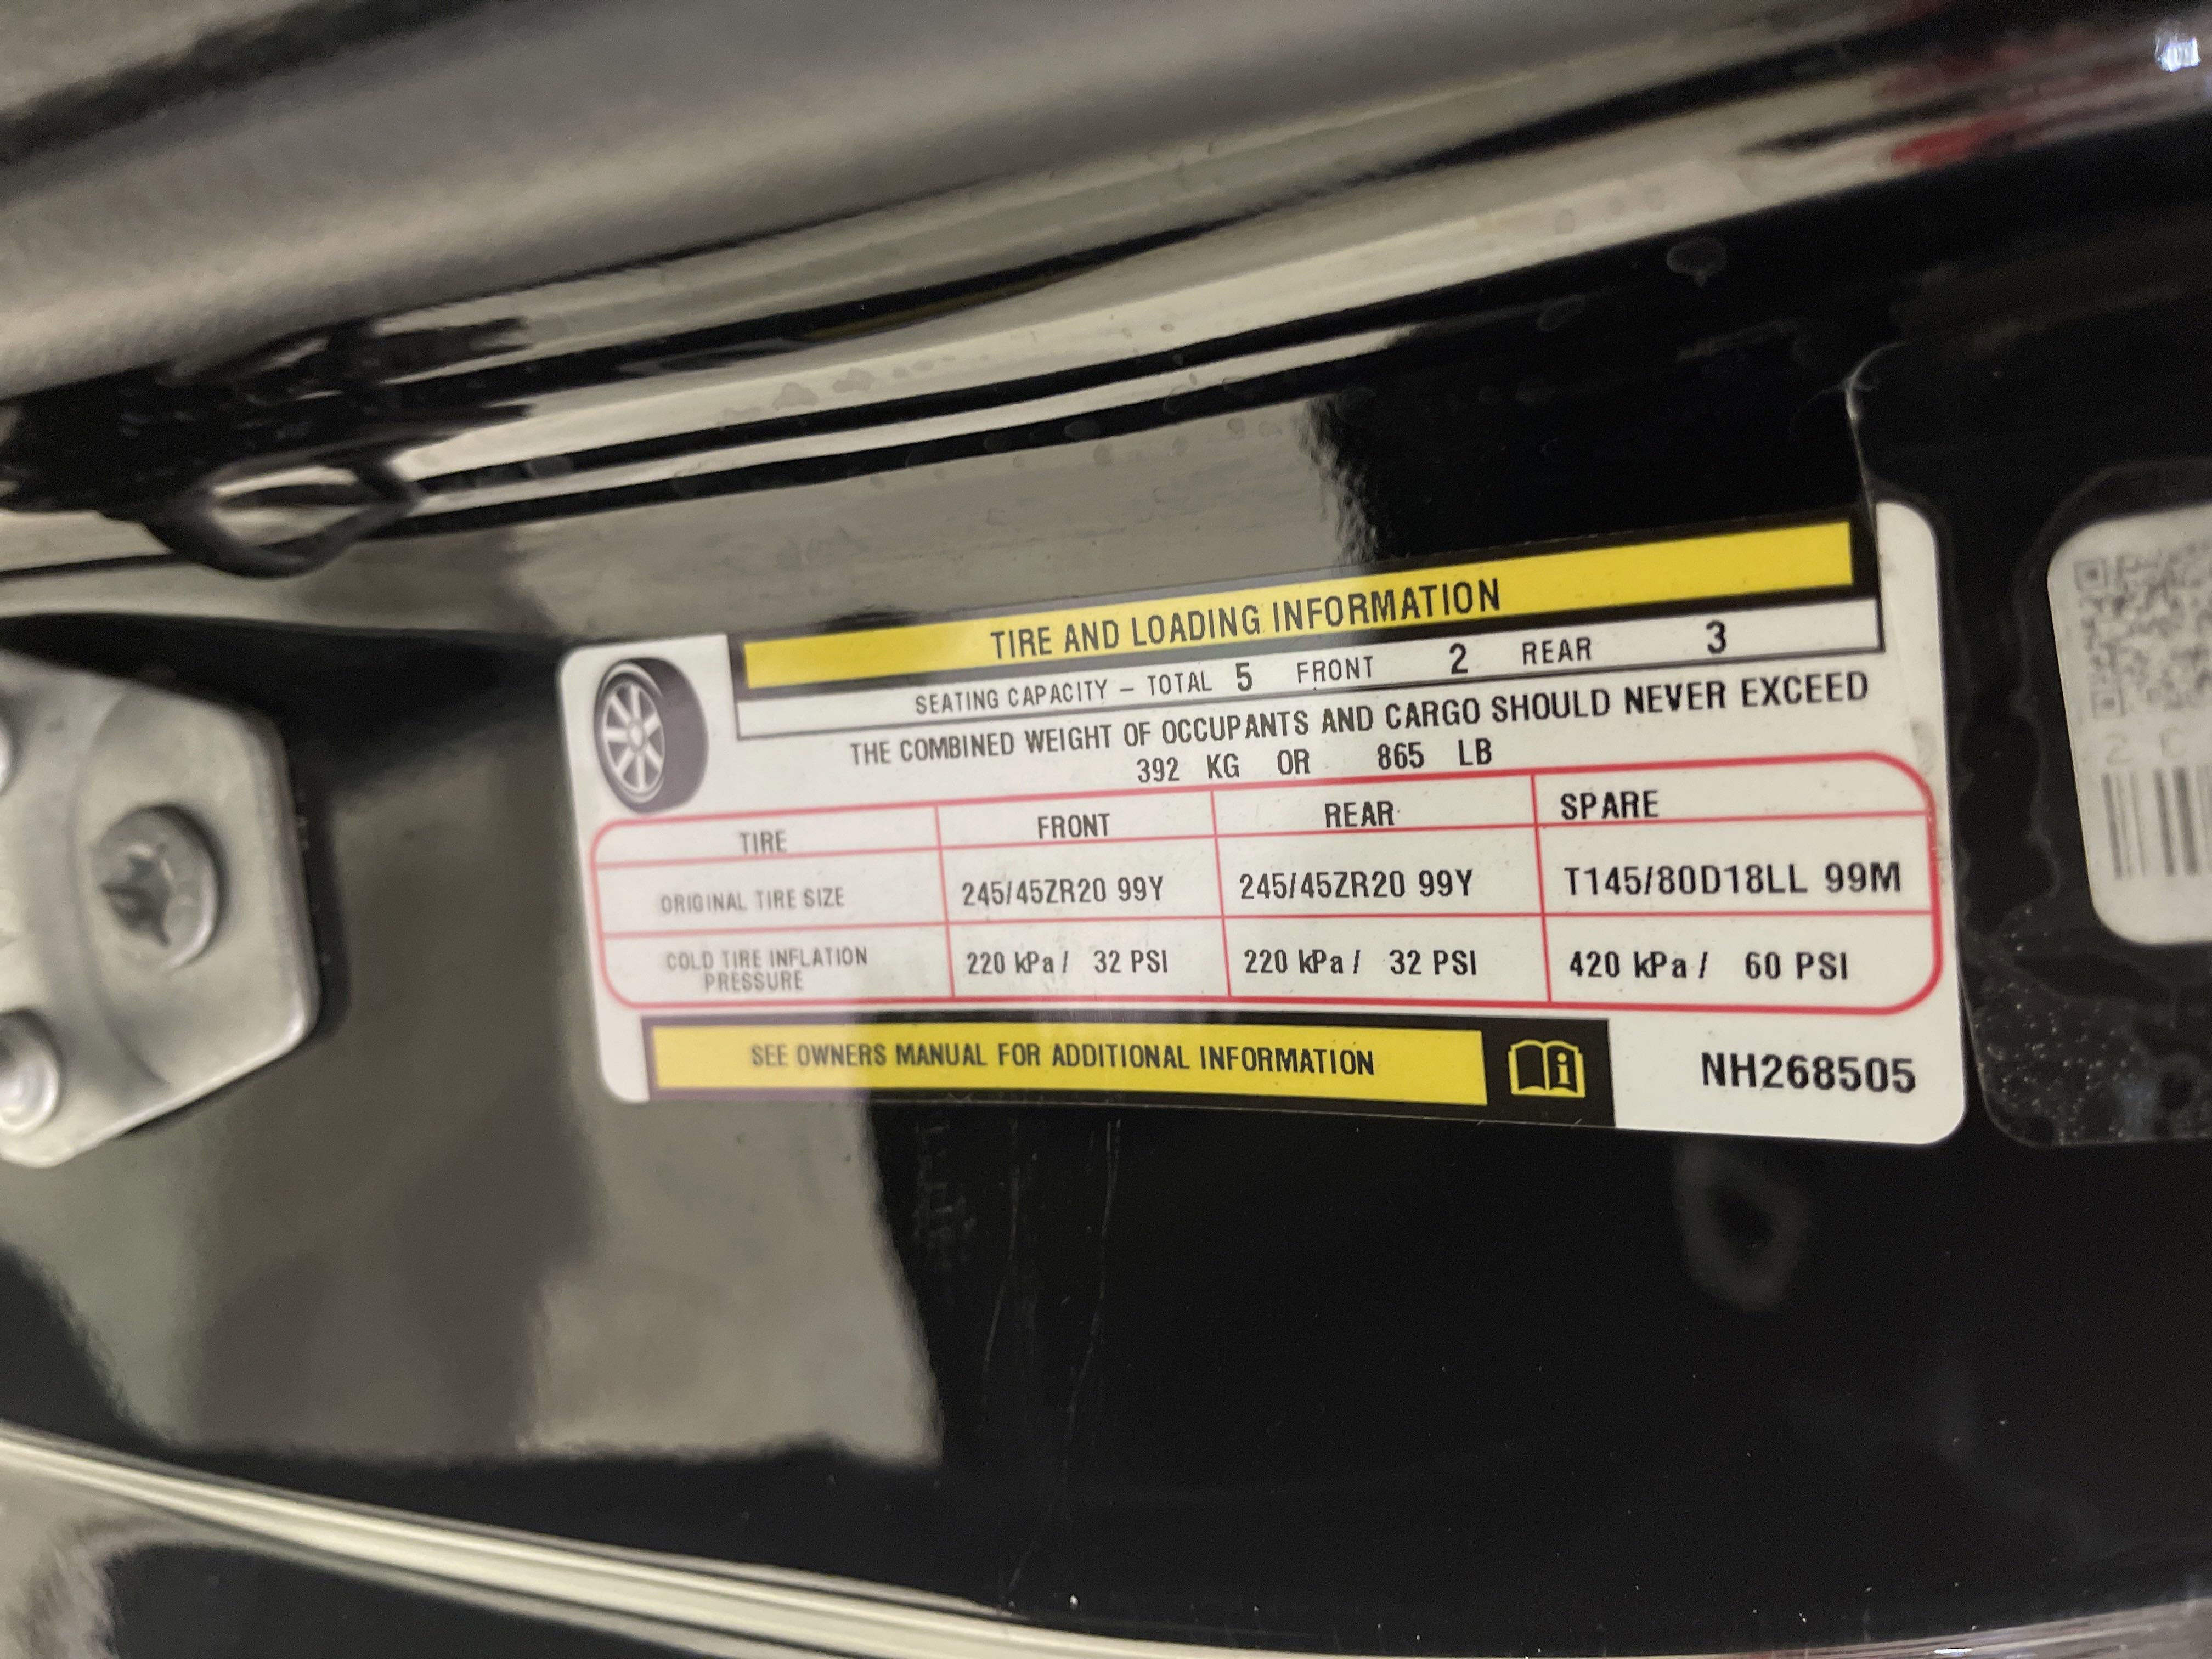 TIRE AND LOADING INFORMATION
SEATING CAPACITY – TOTAL 5 FRONT 2 REAR 3
THE COMBINED WEIGHT OF OCCUPANTS AND CARGO SHOULD NEVER EXCEED
392 KG OR 865 LB
TIRE FRONT REAR SPARE
ORIGINAL TIRE SIZE 245/45ZR20 99Y 245/45ZR20 99Y T145/80D18LL 99M
COLD TIRE INFLATION PRESSURE 220 kPa / 32 PSI 220 kPa / 32 PSI 420 kPa / 60 PSI
SEE OWNERS MANUAL FOR ADDITIONAL INFORMATION
NH268505
2 C